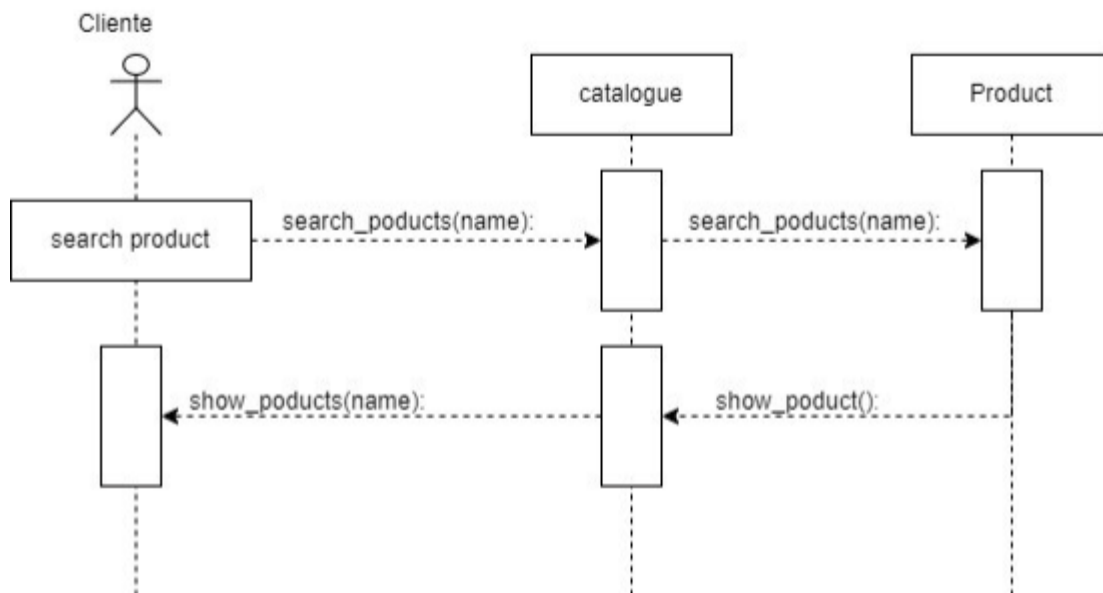 Cliente
catalogue
Product
search product
search_poducts(name):
search_poducts(name):
show_poducts(name):
show_poduct():